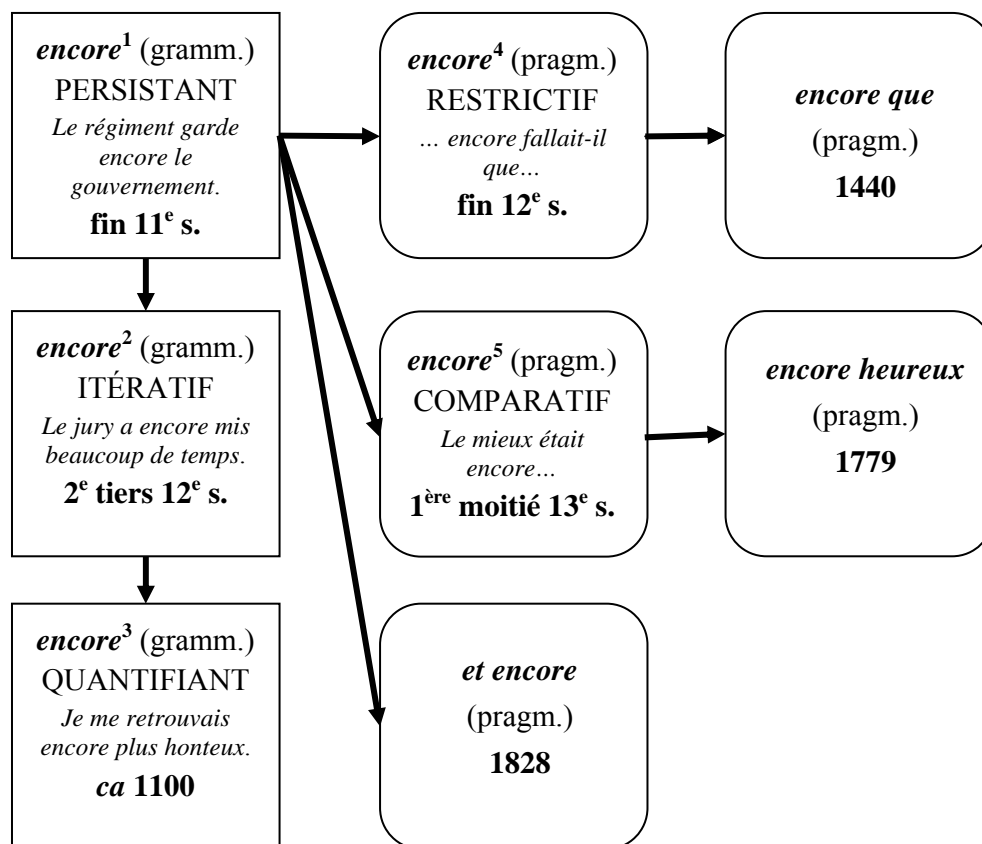 encore¹ (gramm.)
PERSISTANT
Le régiment garde
encore le
gouvernement.
fin 11ᵉ s.
encore⁴ (pragm.)
RESTRICTIF
… encore fallait-il
que…
fin 12ᵉ s.
encore que
(pragm.)
1440
encore² (gramm.)
ITÉRATIF
Le jury a encore mis
beaucoup de temps.
2ᵉ tiers 12ᵉ s.
encore⁵ (pragm.)
COMPARATIF
Le mieux était
encore…
1ᵉ̀ʳᵉ moitié 13ᵉ s.
encore heureux
(pragm.)
1779
encore³ (gramm.)
QUANTIFIANT
Je me retrouvais
encore plus honteux.
ca 1100
et encore
(pragm.)
1828